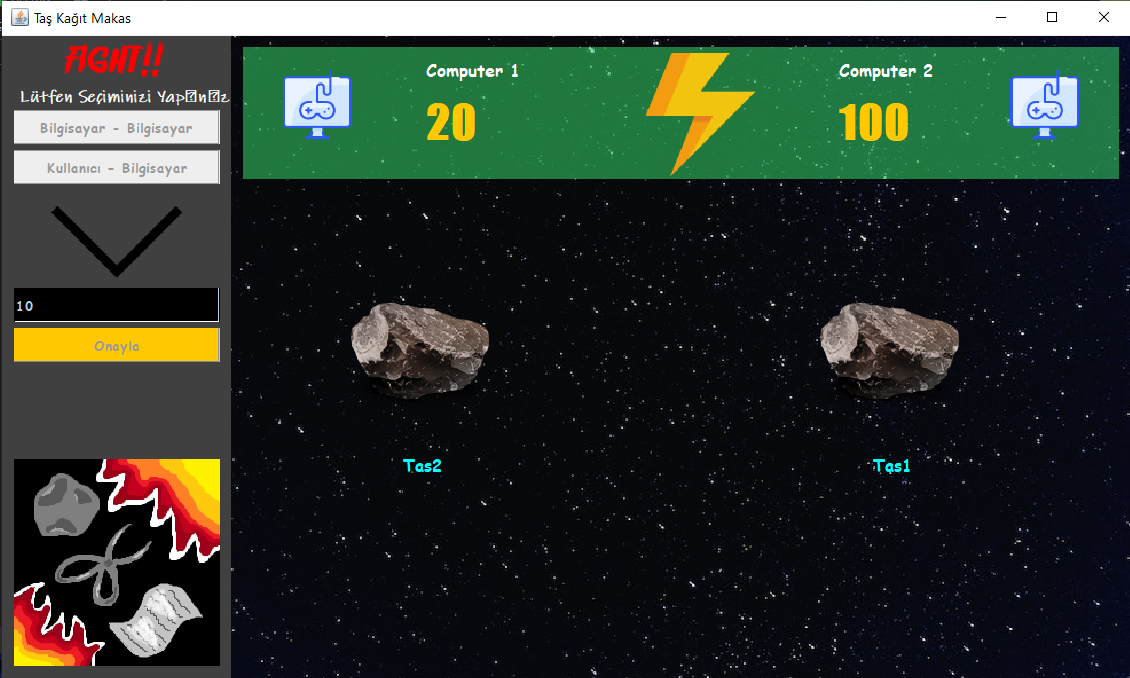 Taş Kağıt Makas
FIGHT!!
Lütfen Seçiminizi Yap□n□z
Bilgisayar - Bilgisayar
Kullanıcı - Bilgisayar
10
Onayla
Computer 1
20
Computer 2
100
Tas2
Tas1